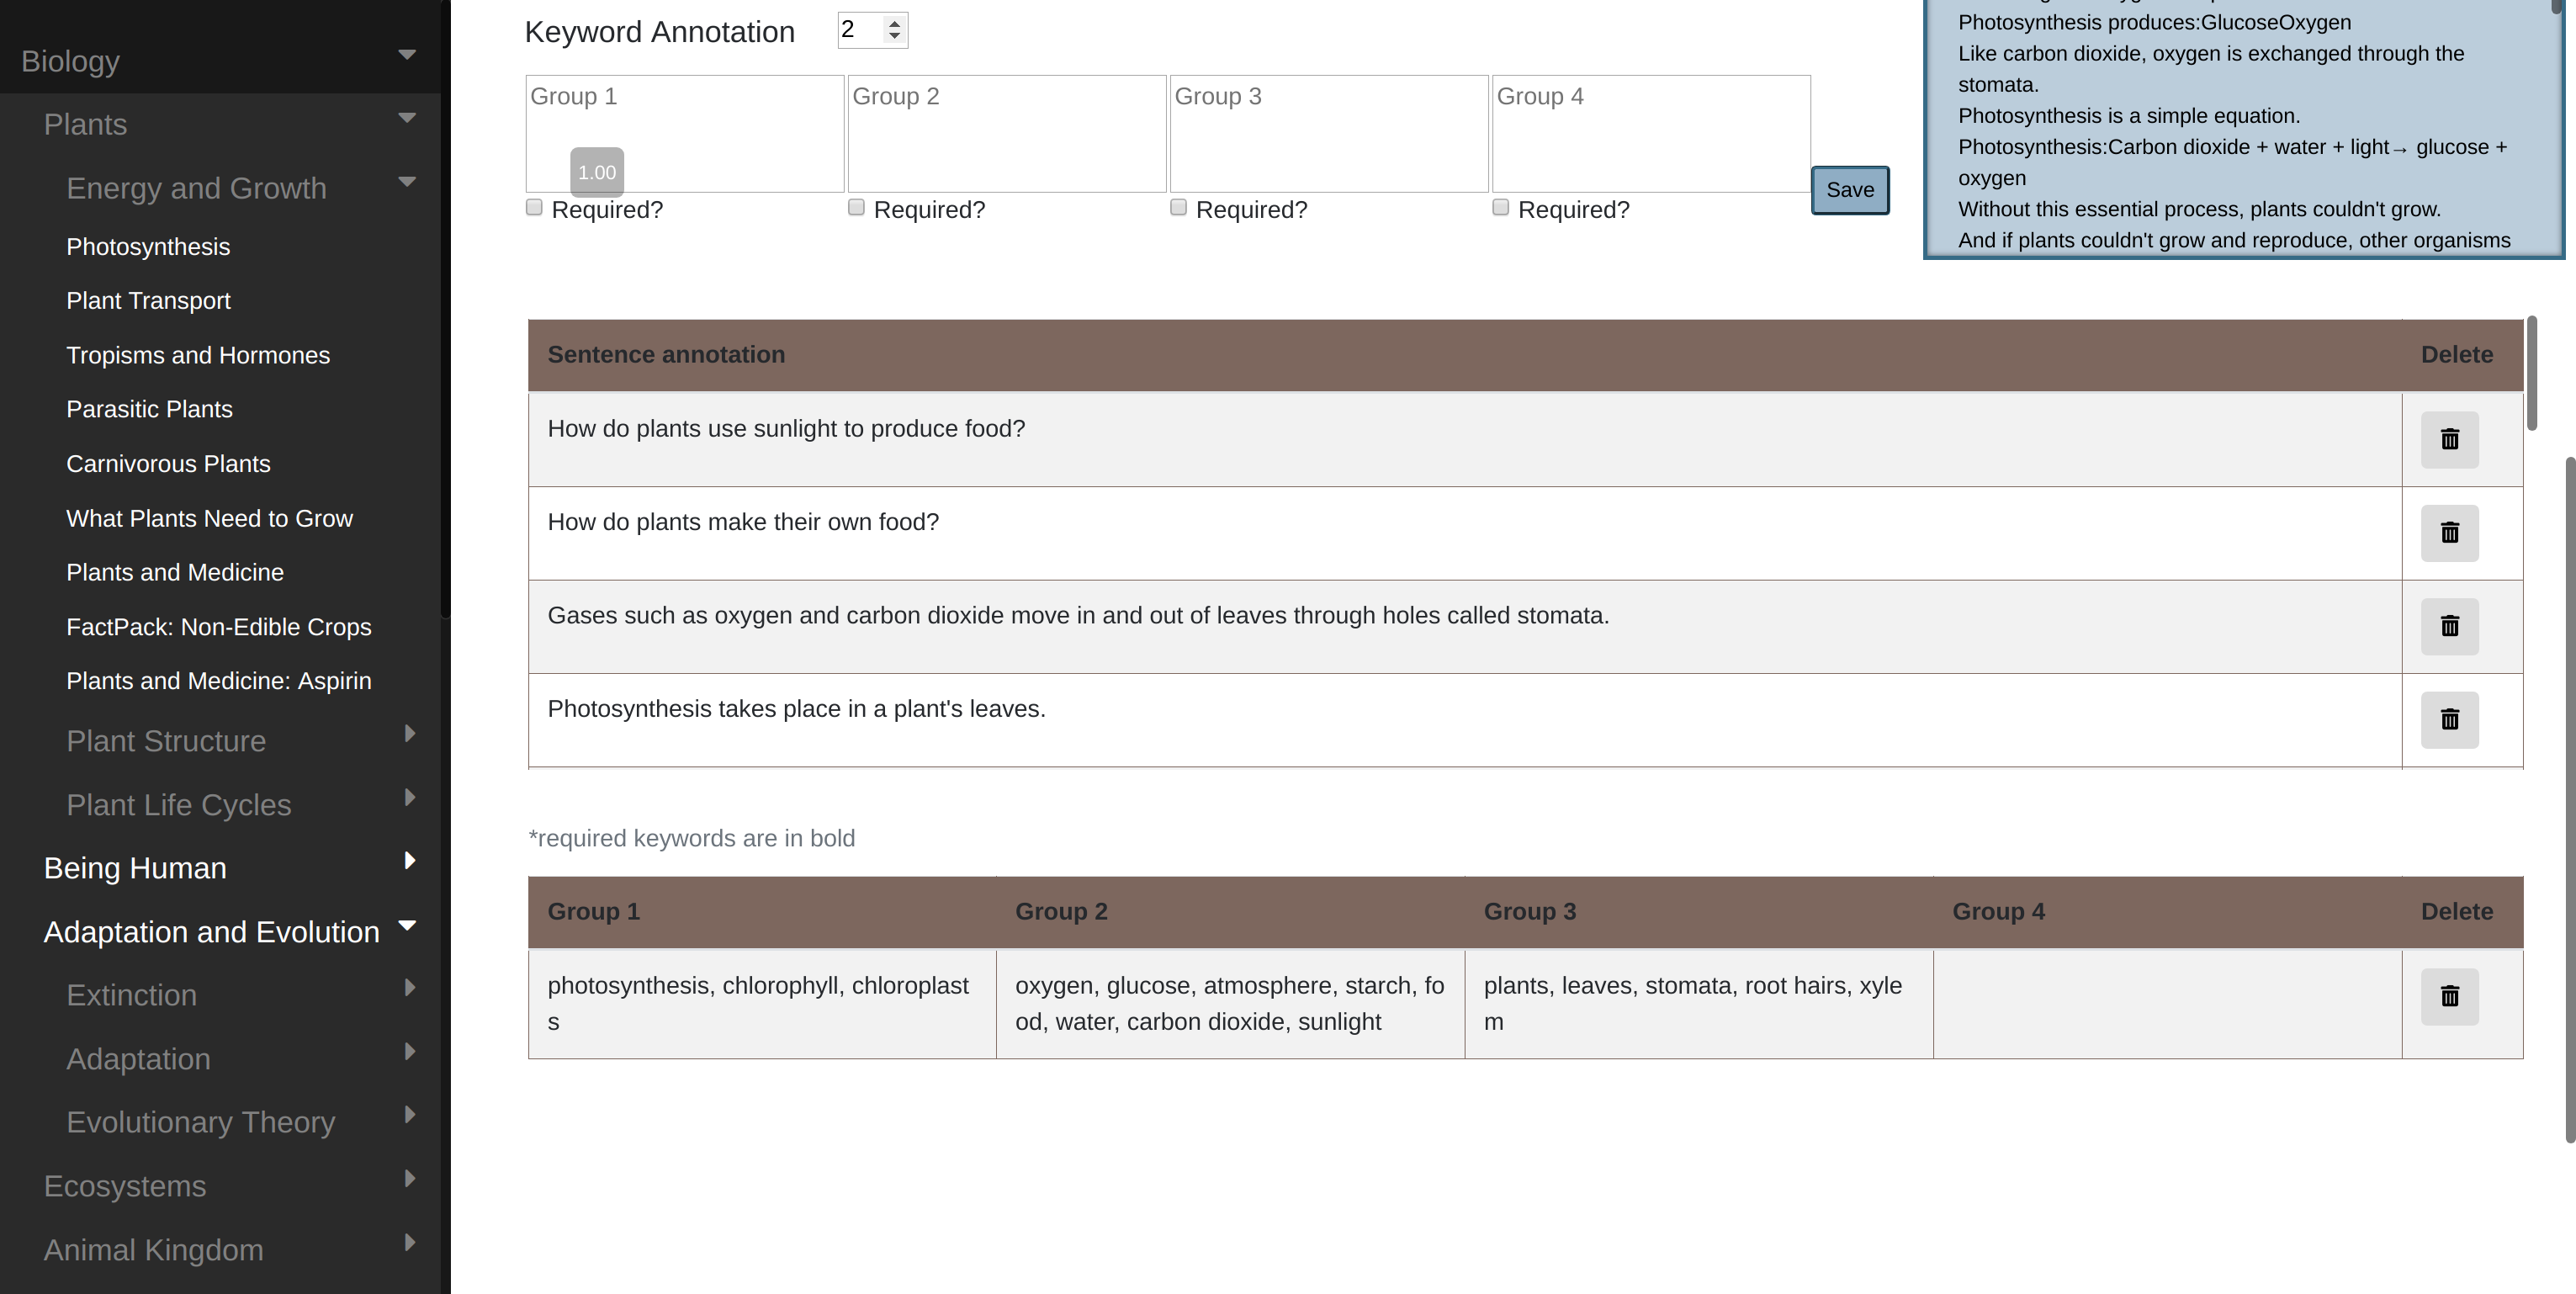 Biology
Plants
Energy and Growth
Photosynthesis
Plant Transport
Tropisms and Hormones
Parasitic Plants
Carnivorous Plants
What Plants Need to Grow
Plants and Medicine
FactPack: Non-Edible Crops
Plants and Medicine: Aspirin
Plant Structure
Plant Life Cycles
Being Human
Adaptation and Evolution
Extinction
Adaptation
Evolutionary Theory
Ecosystems
Animal Kingdom
Keyword Annotation 2
Group 1 Group 2 Group 3 Group 4
1.00
Required? Required? Required? Required?
Save
Photosynthesis produces:GlucoseOxygen
Like carbon dioxide, oxygen is exchanged through the
stomata.
Photosynthesis is a simple equation.
Photosynthesis:Carbon dioxide + water + light→ glucose +
oxygen
Without this essential process, plants couldn't grow.
And if plants couldn't grow and reproduce, other organisms
Sentence annotation Delete
How do plants use sunlight to produce food?
How do plants make their own food?
Gases such as oxygen and carbon dioxide move in and out of leaves through holes called stomata.
Photosynthesis takes place in a plant's leaves.
*required keywords are in bold
Group 1 Group 2 Group 3 Group 4 Delete
photosynthesis, chlorophyll, chloroplast
s
oxygen, glucose, atmosphere, starch, fo
od, water, carbon dioxide, sunlight
plants, leaves, stomata, root hairs, xyle
m